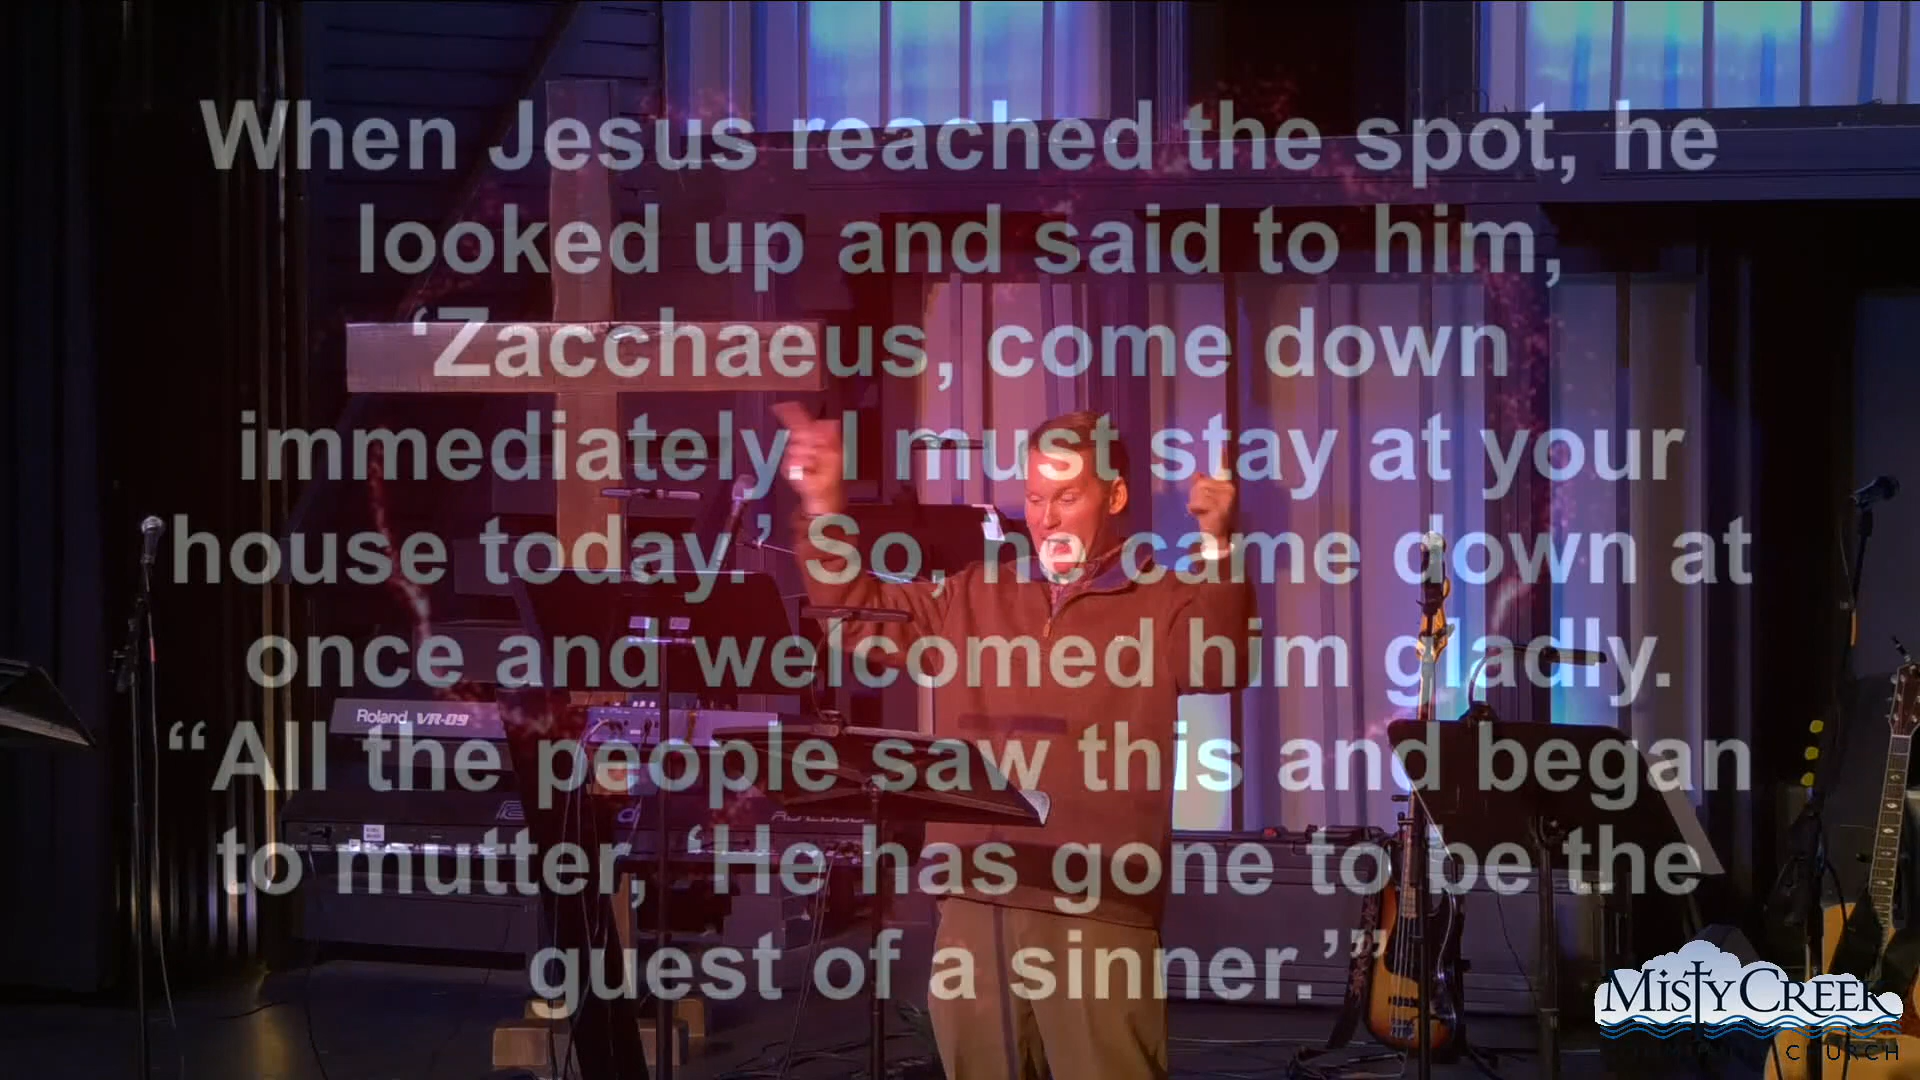 When Jesus reached the spot, he
looked up and said to him,
‘Zacchaeus, come down
immediately. I must stay at your
house today.’ So, he came down at
once and welcomed him gladly.
“All the people saw this and began
to mutter, ‘He has gone to be the
guest of a sinner.’”
Roland VR-09
MISTY CREEK
CHURCH